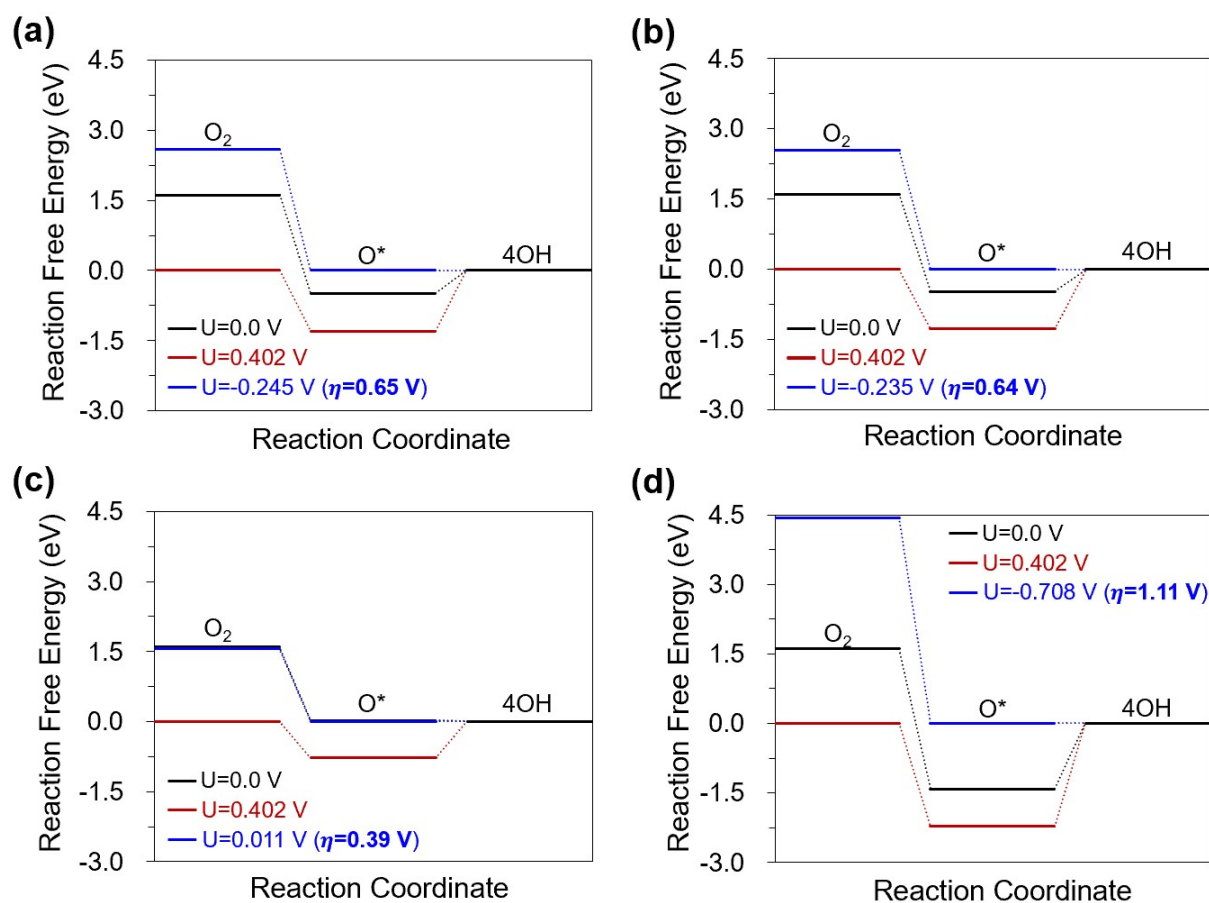 (a)
Reaction Free Energy (eV)
4.5
3.0
1.5
0.0
-1.5
-3.0
O₂
O*
4OH
U=0.0 V
U=0.402 V
U=-0.245 V (η=0.65 V)
Reaction Coordinate
(b)
Reaction Free Energy (eV)
4.5
3.0
1.5
0.0
-1.5
-3.0
O₂
O*
4OH
U=0.0 V
U=0.402 V
U=-0.235 V (η=0.64 V)
Reaction Coordinate
(c)
Reaction Free Energy (eV)
4.5
3.0
1.5
0.0
-1.5
-3.0
O₂
O*
4OH
U=0.0 V
U=0.402 V
U=0.011 V (η=0.39 V)
Reaction Coordinate
(d)
Reaction Free Energy (eV)
4.5
3.0
1.5
0.0
-1.5
-3.0
U=0.0 V
U=0.402 V
U=-0.708 V (η=1.11 V)
O₂
O*
4OH
Reaction Coordinate